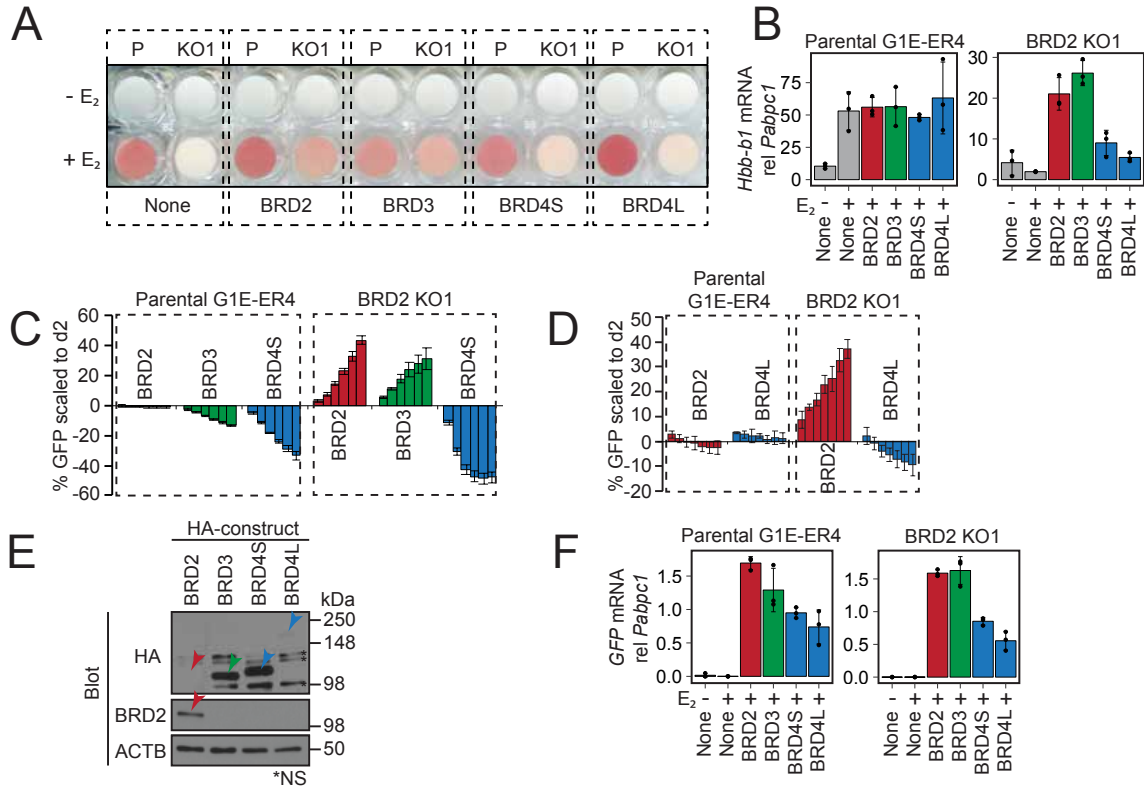 A
P KO1 P KO1 P KO1 P KO1 P KO1
- E2
+ E2
None BRD2 BRD3 BRD4S BRD4L
B
Parental G1E-ER4
BRD2 KO1
Hbb-b1 mRNA
rel Pabpc1
75
50
25
0
30
20
10
0
E2 - + + + + +
- + + + + +
None None BRD2 BRD3 BRD4S BRD4L
None None BRD2 BRD3 BRD4S BRD4L
C
Parental G1E-ER4
BRD2 KO1
% GFP scaled to d2
60
40
20
0
-20
-40
-60
BRD2 BRD3 BRD4S
BRD2 BRD3 BRD4S
D
Parental
G1E-ER4
BRD2 KO1
% GFP scaled to d2
50
40
30
20
10
0
-10
-20
BRD2 BRD4L
BRD2 BRD4L
E
HA-construct
BRD2 BRD3 BRD4S BRD4L
kDa
Blot
HA
250
148
*
*
98
*
BRD2
98
ACTB
50
*NS
F
Parental G1E-ER4
BRD2 KO1
GFP mRNA
rel Pabpc1
1.5
1.0
0.5
0.0
1.5
1.0
0.5
0.0
E2 - + + + + +
- + + + + +
None None BRD2 BRD3 BRD4S BRD4L
None None BRD2 BRD3 BRD4S BRD4L